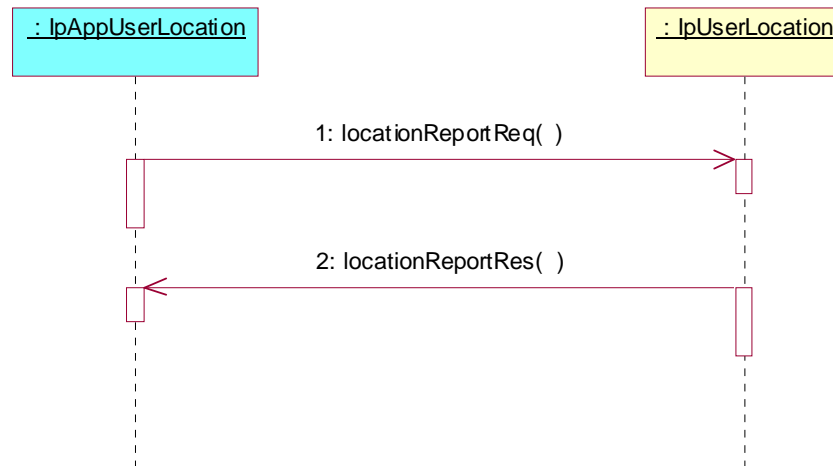 : IpAppUserLocation
: IpUserLocation
1: locationReportReq( )
2: locationReportRes( )